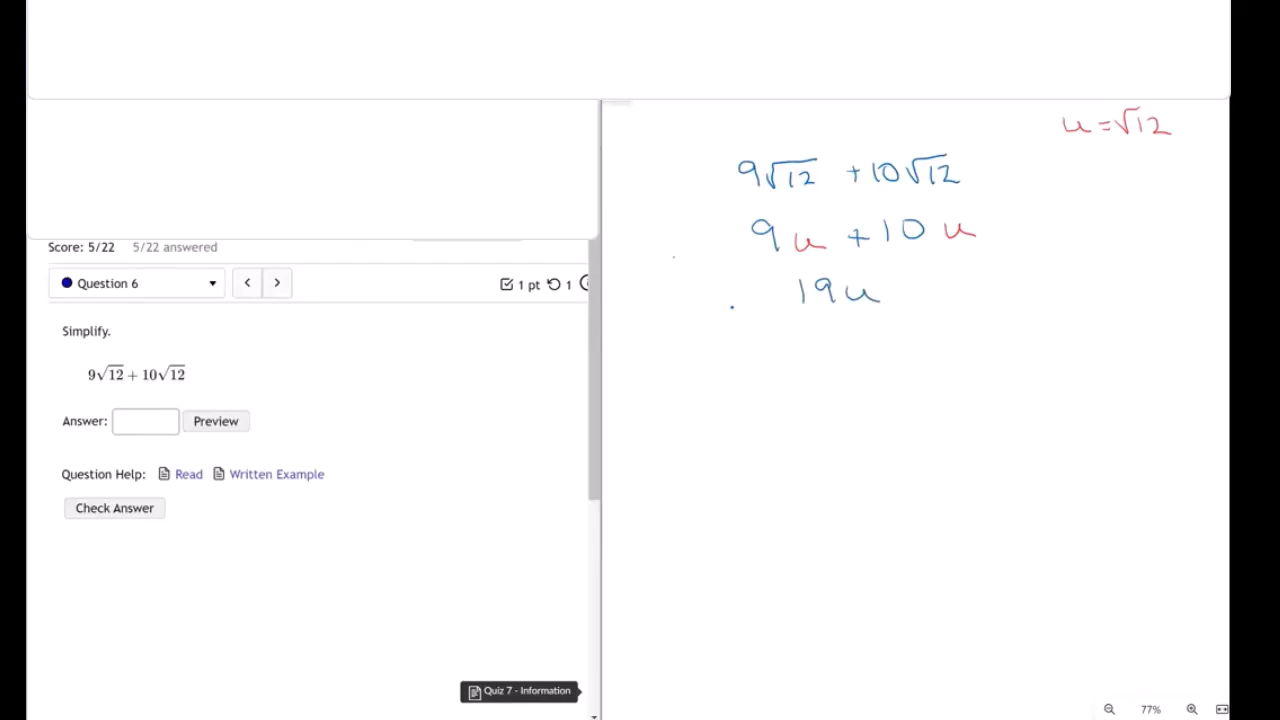 u = √12
9√12 + 10√12
9u + 10u
19u
Score: 5/22 5/22 answered
Question 6 < > 1 pt 1
Simplify.
9√12 + 10√12
Answer: Preview
Question Help: Read Written Example
Check Answer
Quiz 7 - Information
77%